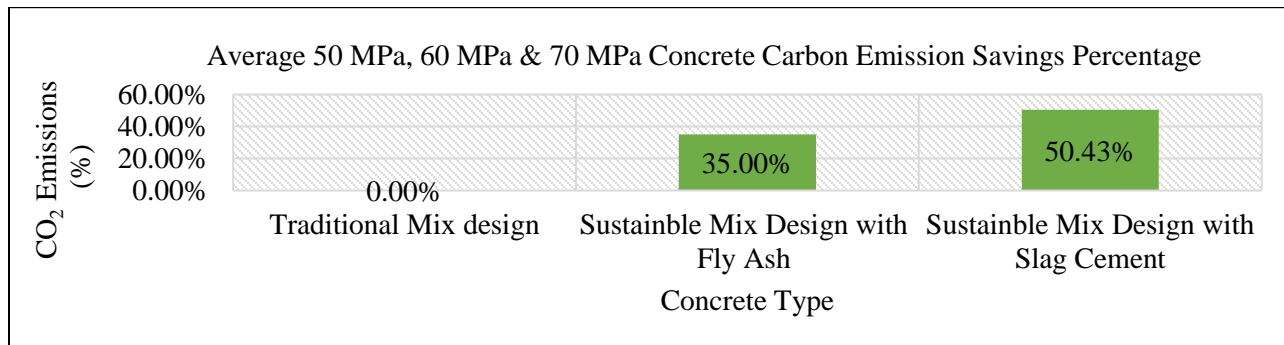 Average 50 MPa, 60 MPa & 70 MPa Concrete Carbon Emission Savings Percentage
CO₂ Emissions
(%)
60.00%
40.00%
20.00%
0.00%
0.00%
35.00%
50.43%
Traditional Mix design
Sustainble Mix Design with
Fly Ash
Sustainble Mix Design with
Slag Cement
Concrete Type